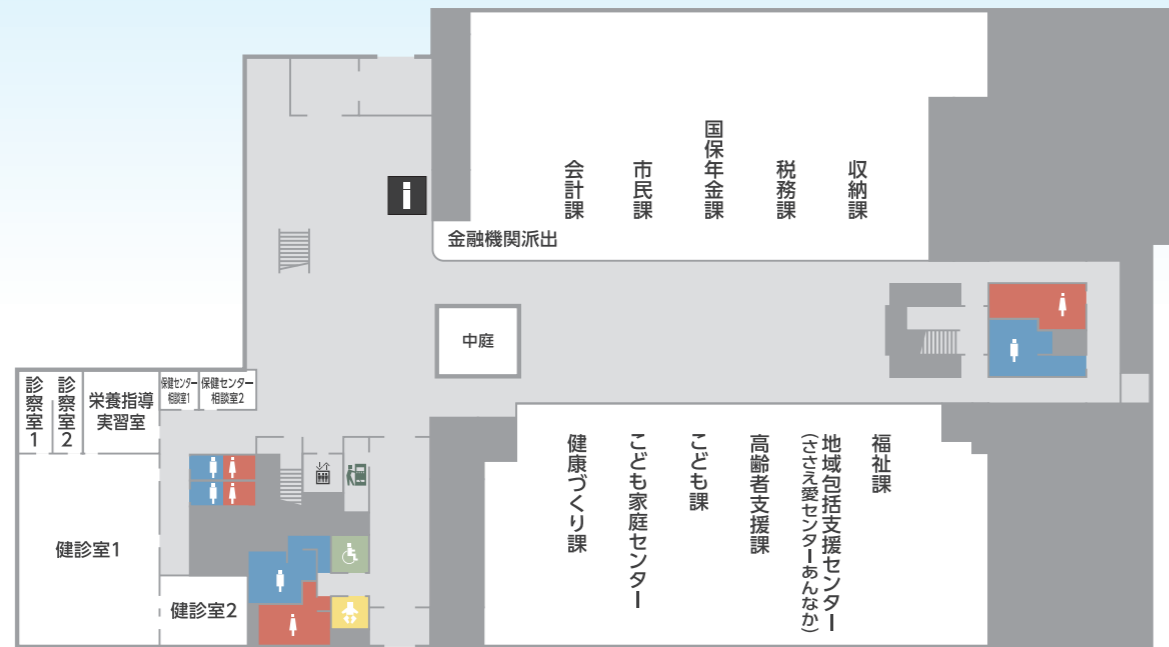 会計課
市民課
国保年金課
税務課
収納課
i
金融機関派出
中庭
診察室1
診察室2
栄養指導
実習室
保健センター
相談室1
保健センター
相談室2
健診室1
健診室2
健康づくり課
こども家庭センター
こども課
高齢者支援課
地域包括支援センター
(ささえ愛センターあんなか)
福祉課